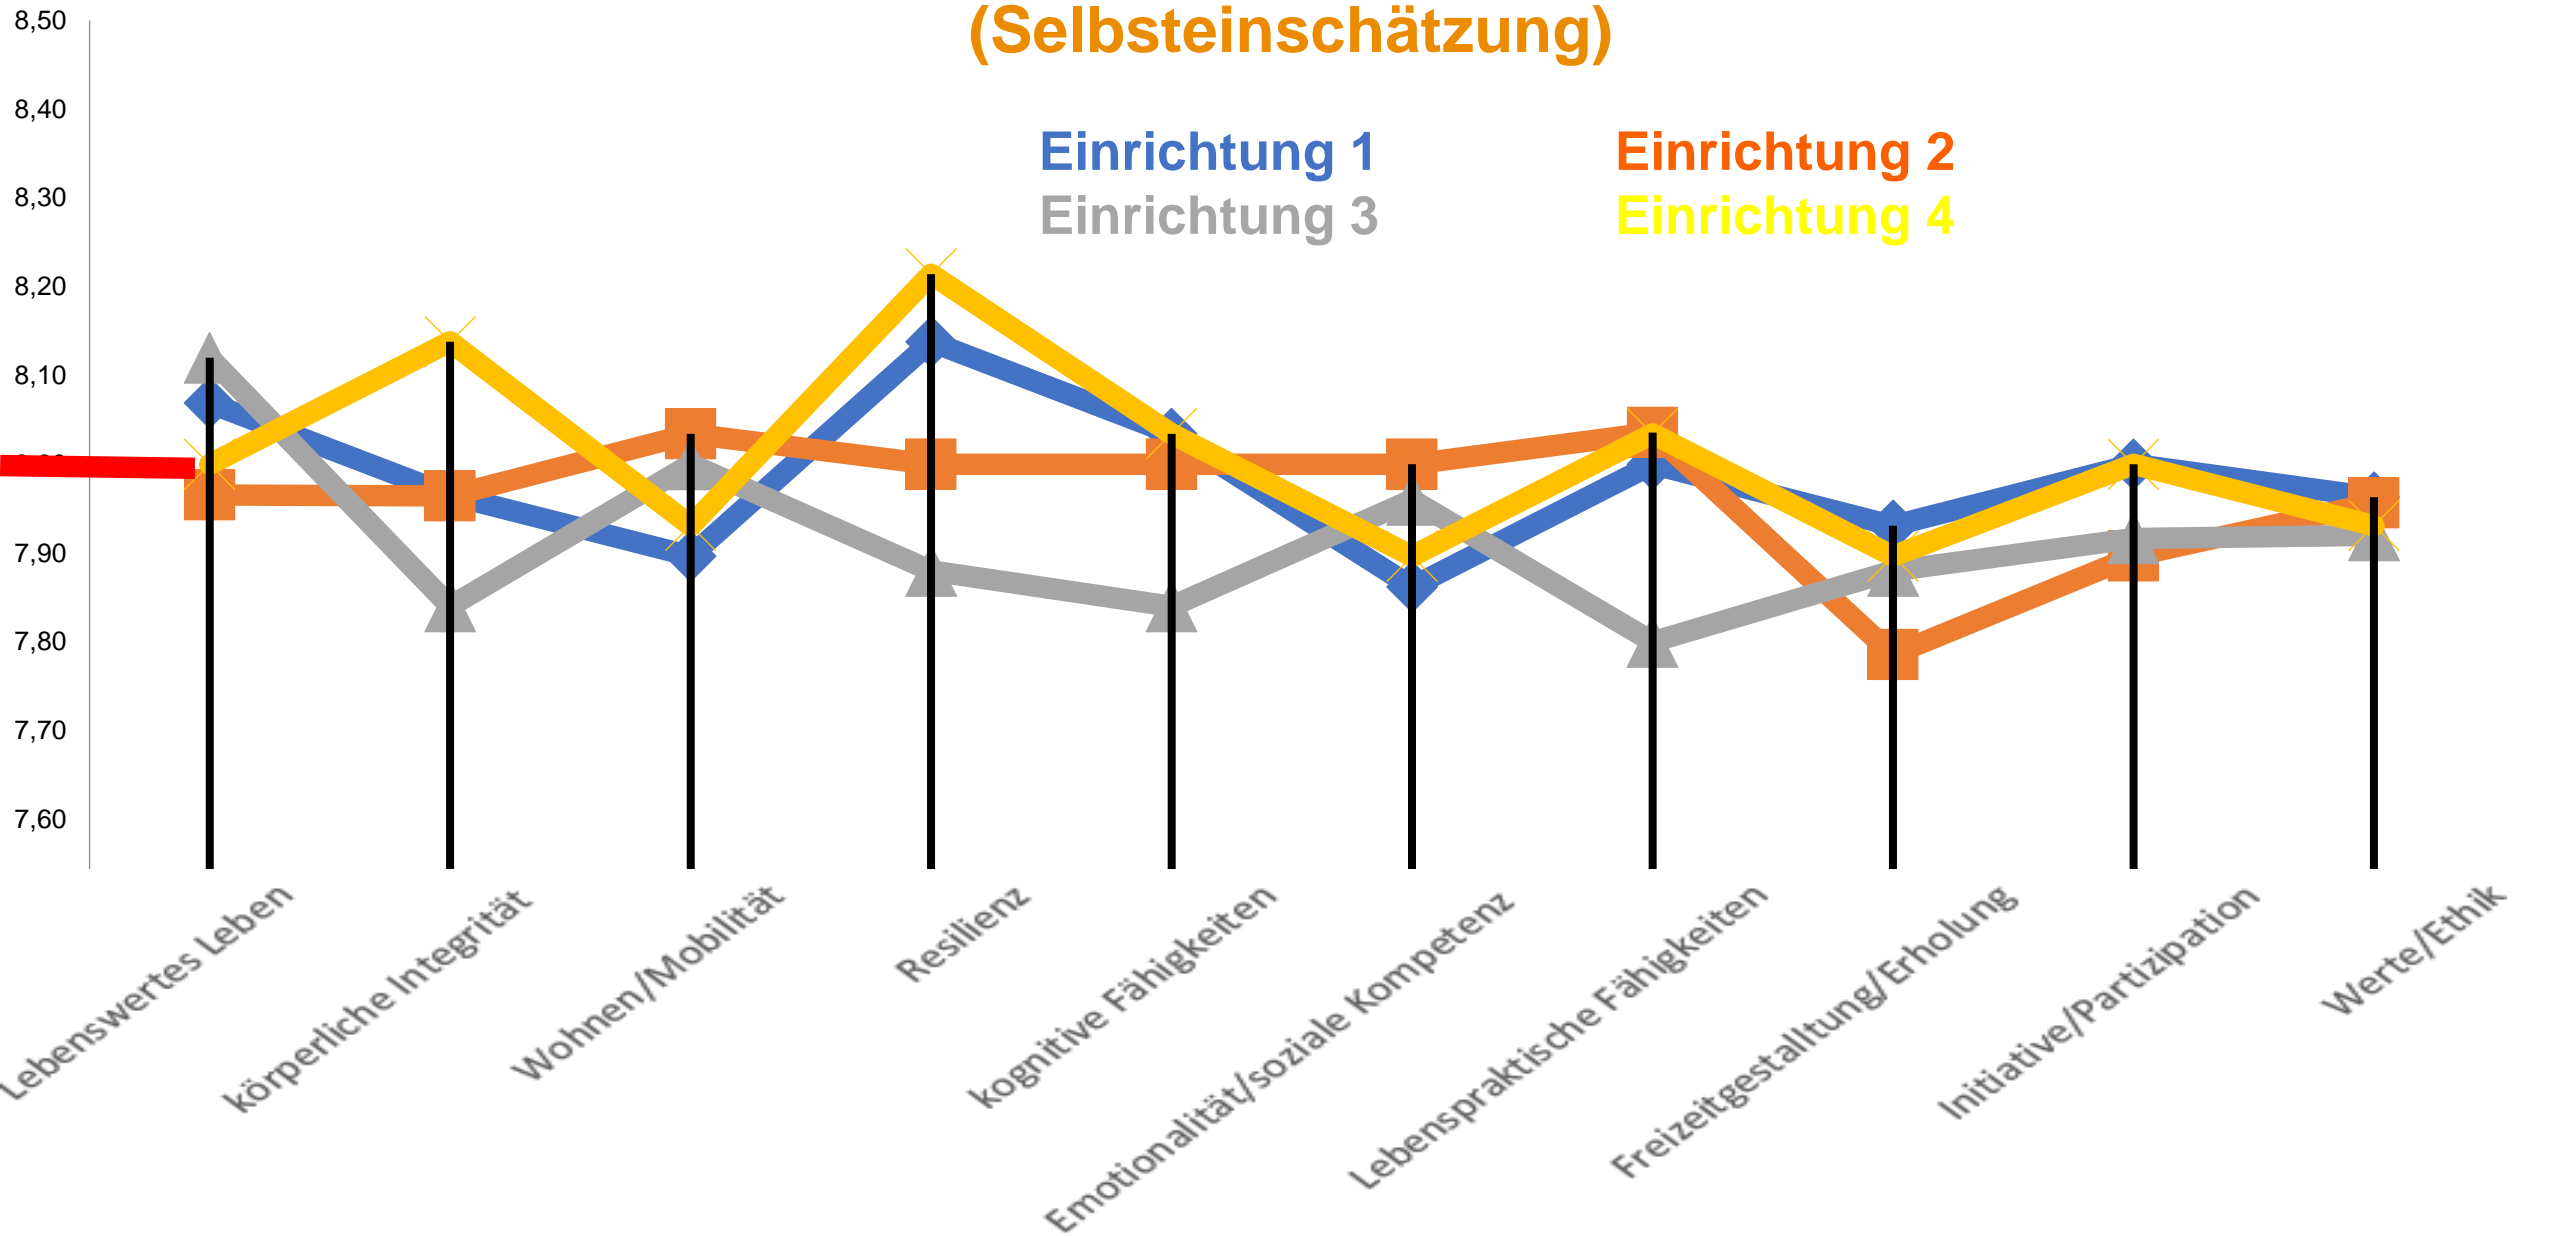 (Selbsteinschätzung)
Einrichtung 1 Einrichtung 2
Einrichtung 3 Einrichtung 4
8,50
8,40
8,30
8,20
8,10
7,90
7,80
7,70
7,60
Lebenswertes Leben
körperliche Integrität
Wohnen/Mobilität
Resilienz
kognitive Fähigkeiten
Emotionalität/soziale Kompetenz
Lebenspraktische Fähigkeiten
Freizeitgestalltung/Erholung
Initiative/Partizipation
Werte/Ethik